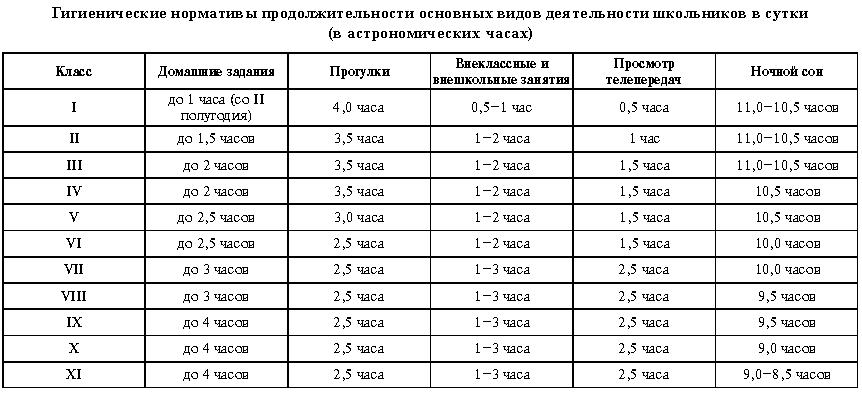 Гигиенические нормативы продолжительности основных видов деятельности школьников в сутки
(в астрономических часах)
Класс Домашние задания Прогулки Внеклассные и внешкольные занятия Просмотр телепередач Ночной сон
I до 1 часа (со II полугодия) 4,0 часа 0,5−1 час 0,5 часа 11,0−10,5 часов
II до 1,5 часов 3,5 часа 1−2 часа 1 час 11,0−10,5 часов
III до 2 часов 3,5 часа 1−2 часа 1,5 часа 11,0−10,5 часов
IV до 2 часов 3,5 часа 1−2 часа 1,5 часа 10,5 часов
V до 2,5 часов 3,0 часа 1−2 часа 1,5 часа 10,5 часов
VI до 2,5 часов 2,5 часа 1−2 часа 1,5 часа 10,0 часов
VII до 3 часов 2,5 часа 1−3 часа 2,5 часа 10,0 часов
VIII до 3 часов 2,5 часа 1−3 часа 2,5 часа 9,5 часов
IX до 4 часов 2,5 часа 1−3 часа 2,5 часа 9,5 часов
X до 4 часов 2,5 часа 1−3 часа 2,5 часа 9,0 часов
XI до 4 часов 2,5 часа 1−3 часа 2,5 часа 9,0−8,5 часов